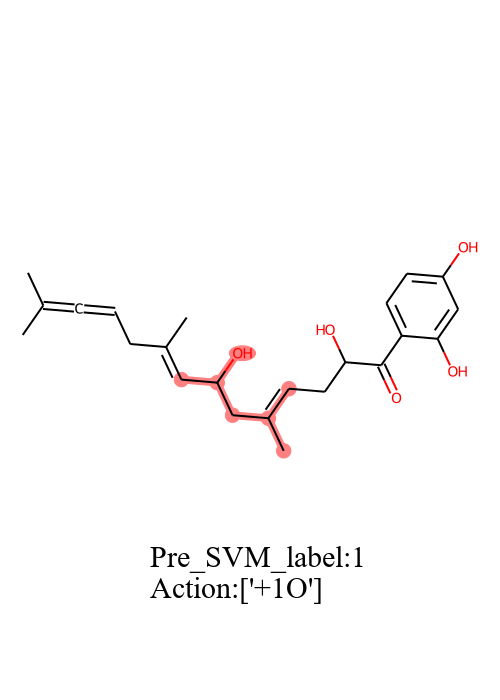 OH
HO
C
OH
OH
O
Pre_SVM_label:1
Action:['+1O']